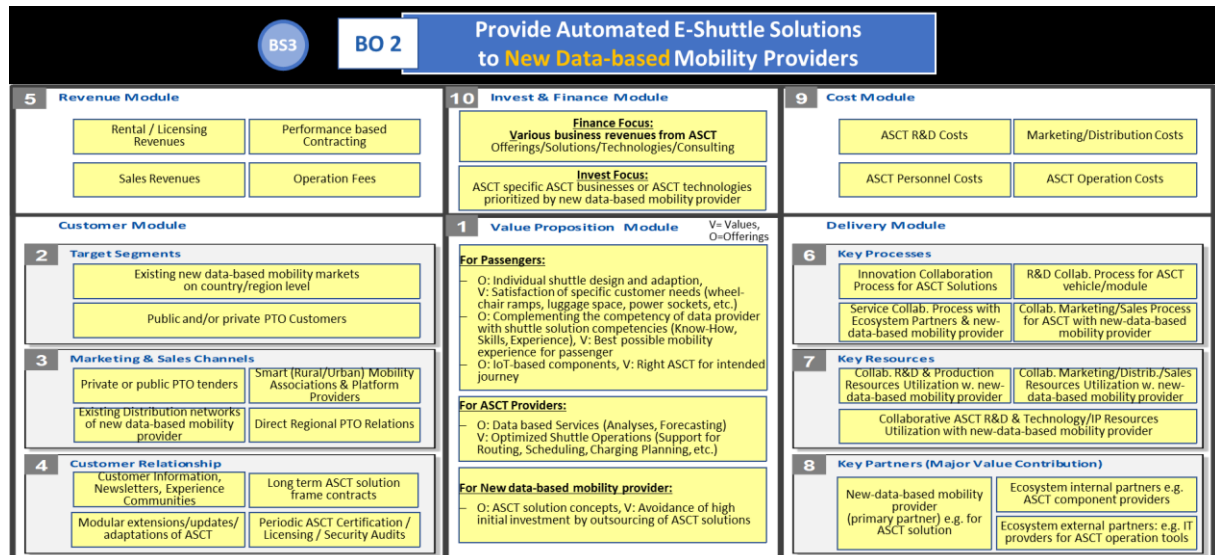 BS3
BO 2
Provide Automated E-Shuttle Solutions
to New Data-based Mobility Providers
5
Revenue Module
Rental / Licensing
Revenues
Performance based
Contracting
Sales Revenues
Operation Fees
10
Invest & Finance Module
Finance Focus:
Various business revenues from ASCT
Offerings/Solutions/Technologies/Consulting
Invest Focus:
ASCT specific ASCT businesses or ASCT technologies
prioritized by new data-based mobility provider
9
Cost Module
ASCT R&D Costs
Marketing/Distribution Costs
ASCT Personnel Costs
ASCT Operation Costs
Customer Module
2
Target Segments
Existing new data-based mobility markets
on country/region level
Public and/or private PTO Customers
3
Marketing & Sales Channels
Private or public PTO tenders
Smart (Rural/Urban) Mobility
Associations & Platform
Providers
Existing Distribution networks
of new data-based mobility
provider
Direct Regional PTO Relations
4
Customer Relationship
Customer Information,
Newsletters, Experience
Communities
Long term ASCT solution
frame contracts
Modular extensions/updates/
adaptations of ASCT
Periodic ASCT Certification /
Licensing / Security Audits
1
Value Proposition Module
V= Values,
O=Offerings
For Passengers:
– O: Individual shuttle design and adaption,
V: Satisfaction of specific customer needs (wheel-
chair ramps, luggage space, power sockets, etc.)
– O: Complementing the competency of data provider
with shuttle solution competencies (Know-How,
Skills, Experience), V: Best possible mobility
experience for passenger
– O: IoT-based components, V: Right ASCT for intended
journey
For ASCT Providers:
– O: Data based Services (Analyses, Forecasting)
V: Optimized Shuttle Operations (Support for
Routing, Scheduling, Charging Planning, etc.)
For New data-based mobility provider:
– O: ASCT solution concepts, V: Avoidance of high
initial investment by outsourcing of ASCT solutions
Delivery Module
6
Key Processes
Innovation Collaboration
Process for ASCT Solutions
R&D Collab. Process for ASCT
vehicle/module
Service Collab. Process with
Ecosystem Partners & new-
data-based mobility provider
Collab. Marketing/Sales Process
for ASCT with new-data-based
mobility provider
7
Key Resources
Collab. R&D & Production
Resources Utilization w. new-
data-based mobility provider
Collab. Marketing/Distrib./Sales
Resources Utilization w. new-
data-based mobility provider
Collaborative ASCT R&D & Technology/IP Resources
Utilization with new-data-based mobility provider
8
Key Partners (Major Value Contribution)
New-data-based mobility
provider
(primary partner) e.g. for
ASCT solution
Ecosystem internal partners e.g.
ASCT component providers
Ecosystem external partners: e.g. IT
providers for ASCT operation tools